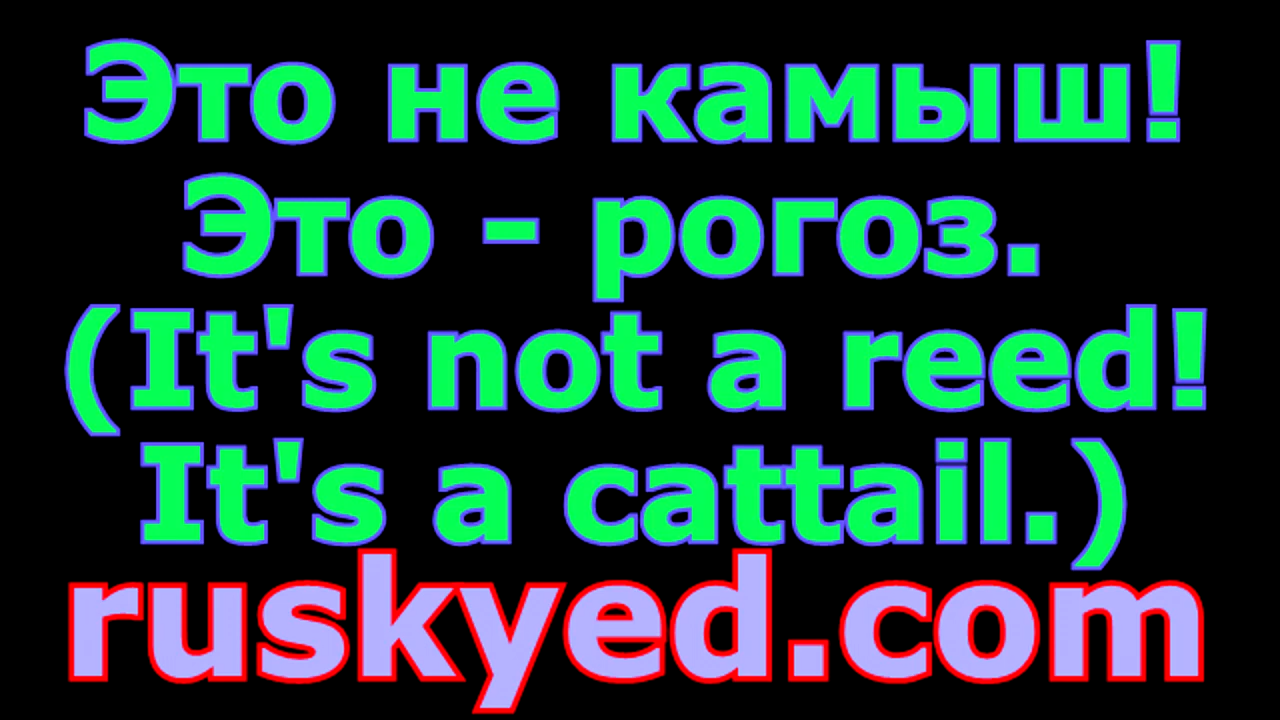 Это не камыш!
Это - рогоз.
(It's not a reed!
It's a cattail.)
ruskyed.com